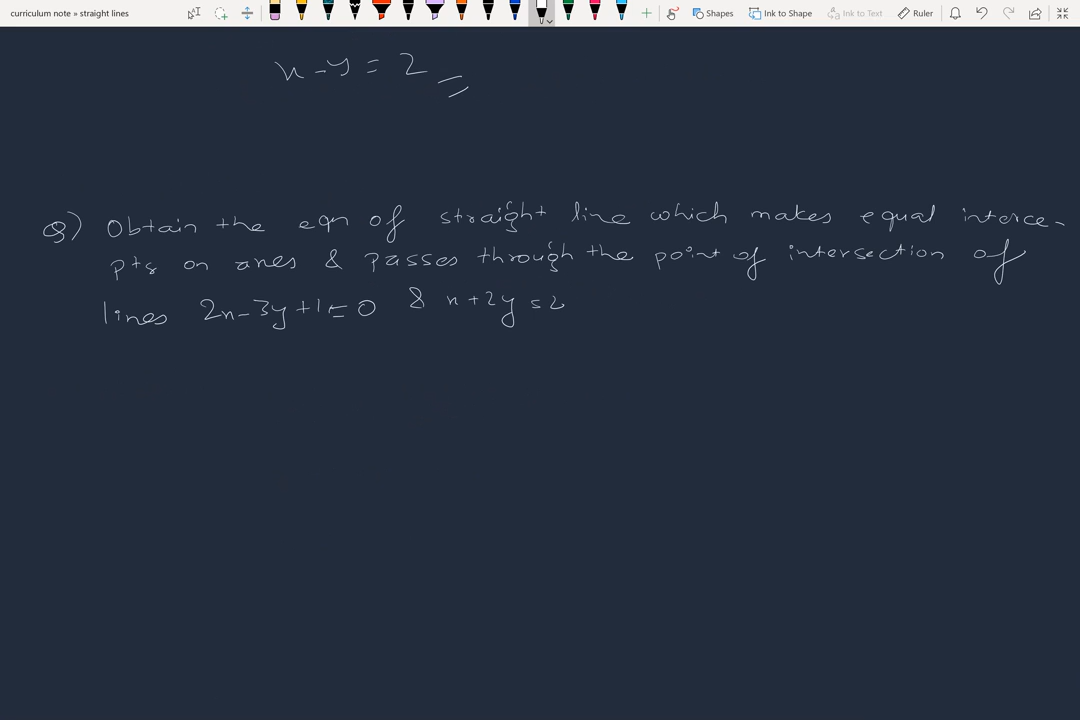 curriculum note » straight lines
Shapes Ink to Shape Ink to Text Ruler
x - y = 2
Q) Obtain the eqn of straight line which makes equal interce-
pts on axes & passes through the point of intersection of
lines 2x - 3y + 1 = 0 & x + 2y = 2